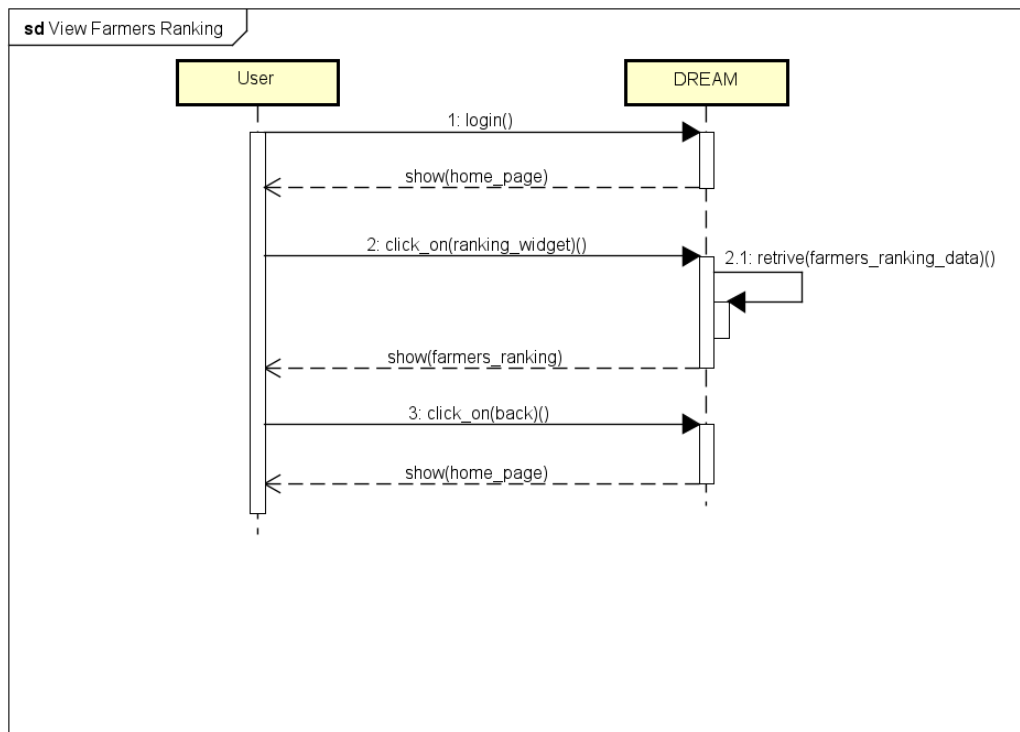 sd View Farmers Ranking
User
DREAM
1: login()
show(home_page)
2: click_on(ranking_widget)()
2.1: retrive(farmers_ranking_data)()
show(farmers_ranking)
3: click_on(back)()
show(home_page)